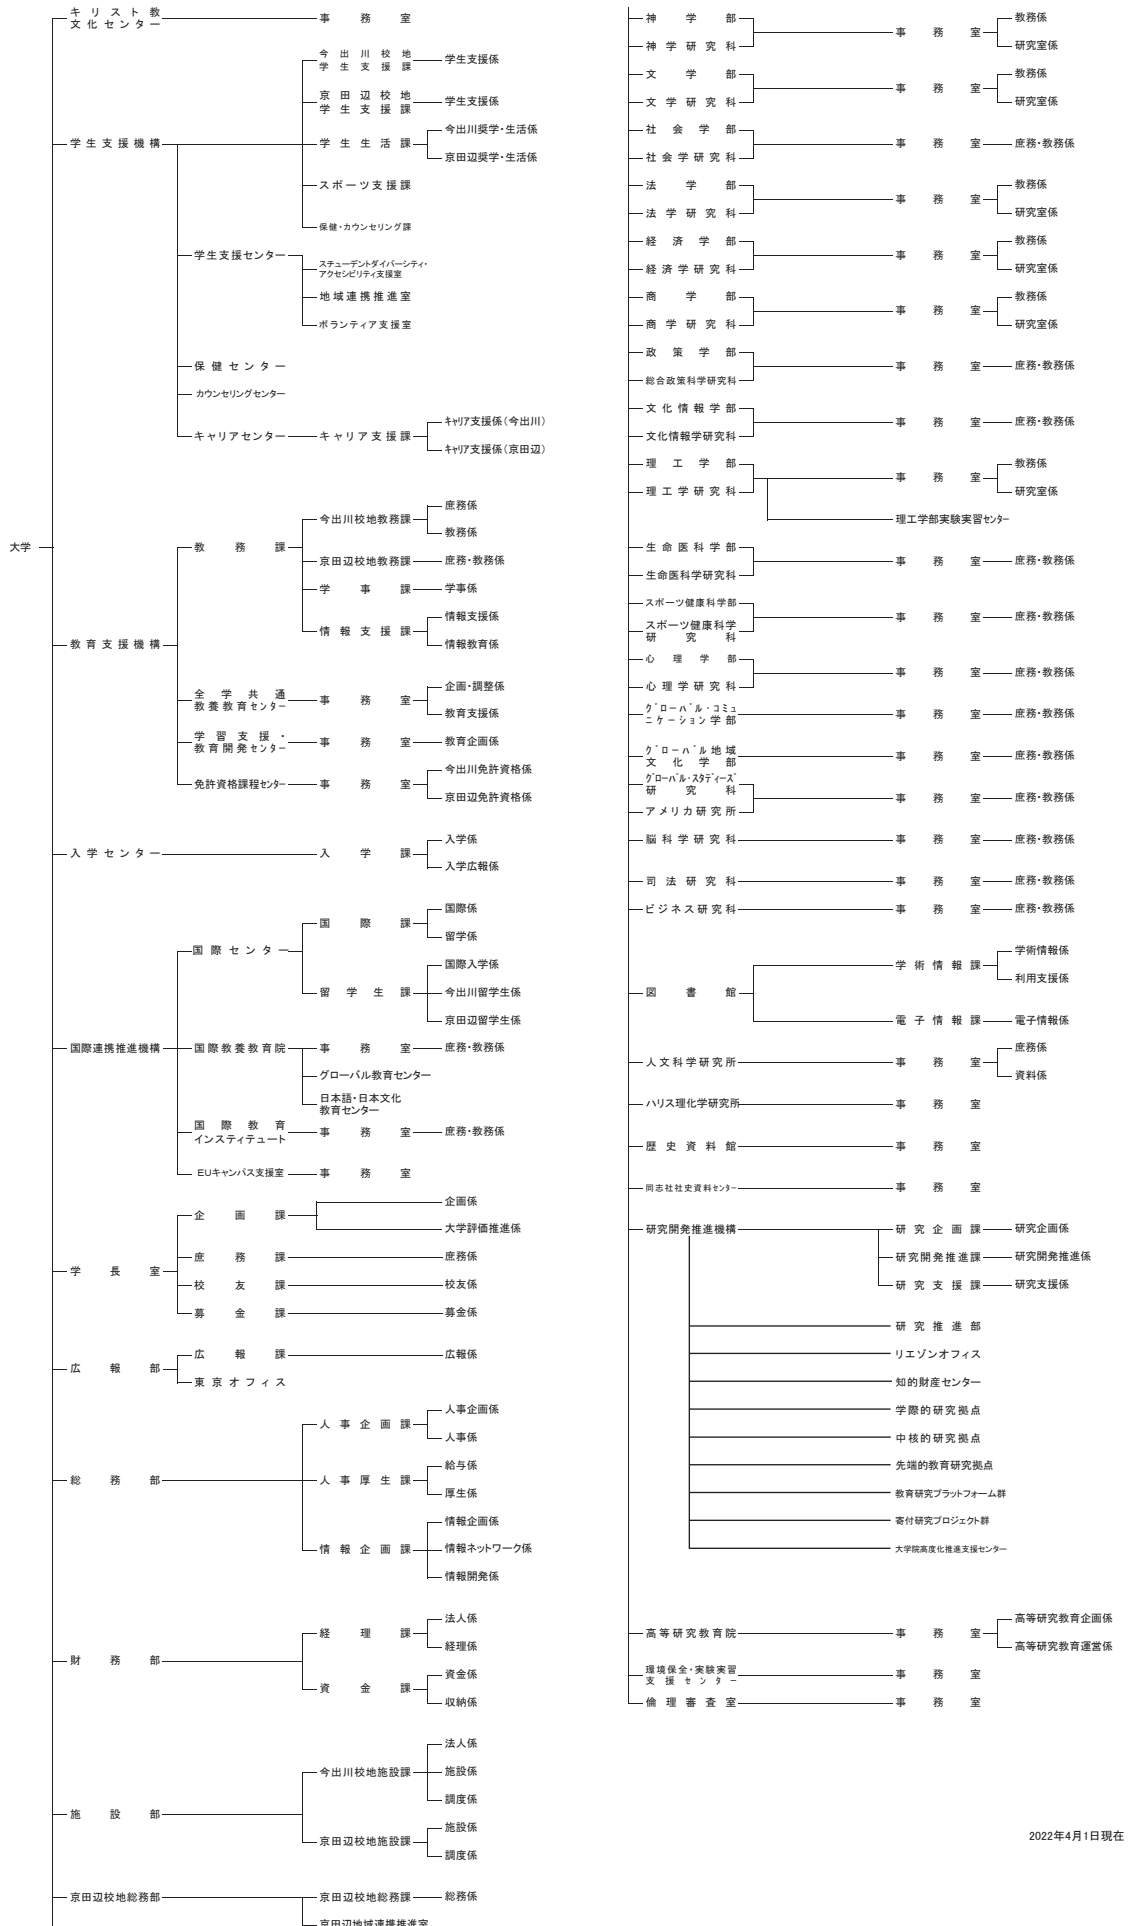 大学
キリスト教
文化センター
事務室
学生支援機構
今出川校地
学生支援課
学生支援係
京田辺校地
学生支援課
学生支援係
学生生活課
今出川奨学・生活係
京田辺奨学・生活係
スポーツ支援課
保健・カウンセリング課
学生支援センター
スチューデントダイバーシティ・
アクセシビリティ支援室
地域連携推進室
ボランティア支援室
保健センター
カウンセリングセンター
キャリアセンター
キャリア支援課
キャリア支援係(今出川)
キャリア支援係(京田辺)
教育支援機構
教務課
今出川校地教務課
庶務係
教務係
京田辺校地教務課
庶務・教務係
学事課
学事係
情報支援課
情報支援係
情報教育係
全学共通
教養教育センター
事務室
企画・調整係
教育支援係
学習支援・
教育開発センター
事務室
教育企画係
免許資格課程センター
事務室
今出川免許資格係
京田辺免許資格係
入学センター
入学課
入学係
入学広報係
国際連携推進機構
国際センター
国際課
国際係
留学係
留学生課
国際入学係
今出川留学生係
京田辺留学生係
国際教養教育院
事務室
庶務・教務係
グローバル教育センター
日本語・日本文化
教育センター
国際教育
インスティテュート
事務室
庶務・教務係
EUキャンパス支援室
事務室
学長室
企画課
企画係
大学評価推進係
庶務課
庶務係
校友課
校友係
募金課
募金係
広報部
広報課
広報係
東京オフィス
総務部
人事企画課
人事企画係
人事係
人事厚生課
給与係
厚生係
情報企画課
情報企画係
情報ネットワーク係
情報開発係
財務部
経理課
法人係
経理係
資金課
資金係
収納係
施設部
今出川校地施設課
法人係
施設係
調度係
京田辺校地施設課
施設係
調度係
京田辺校地総務部
京田辺校地総務課
総務係
京田辺地域連携推進室
神学部
神学研究科
事務室
教務係
研究室係
文学部
文学研究科
事務室
教務係
研究室係
社会学部
社会学研究科
事務室
庶務・教務係
法学部
法学研究科
事務室
教務係
研究室係
経済学部
経済学研究科
事務室
教務係
研究室係
商学部
商学研究科
事務室
教務係
研究室係
政策学部
総合政策科学研究科
事務室
庶務・教務係
文化情報学部
文化情報学研究科
事務室
庶務・教務係
理工学部
理工学研究科
事務室
教務係
研究室係
理工学部実験実習センター
生命医科学部
生命医科学研究科
事務室
庶務・教務係
スポーツ健康科学部
スポーツ健康科学
研究科
事務室
庶務・教務係
心理学部
心理学研究科
事務室
庶務・教務係
グローバル・コミュ
ニケーション学部
事務室
庶務・教務係
グローバル地域
文化学部
事務室
庶務・教務係
グローバル・スタディーズ
研究科
アメリカ研究所
事務室
庶務・教務係
脳科学研究科
事務室
庶務・教務係
司法研究科
事務室
庶務・教務係
ビジネス研究科
事務室
庶務・教務係
図書館
学術情報課
学術情報係
利用支援係
電子情報課
電子情報係
人文科学研究所
事務室
庶務係
資料係
ハリス理化学研究所
事務室
歴史資料館
事務室
同志社社史資料センター
事務室
研究開発推進機構
研究企画課
研究企画係
研究開発推進課
研究開発推進係
研究支援課
研究支援係
研究推進部
リエゾンオフィス
知的財産センター
学際的研究拠点
中核的研究拠点
先端的教育研究拠点
教育研究プラットフォーム群
寄付研究プロジェクト群
大学院高度化推進支援センター
高等研究教育院
事務室
高等研究教育企画係
高等研究教育運営係
環境保全・実験実習
支援センター
事務室
倫理審査室
事務室
2022年4月1日現在